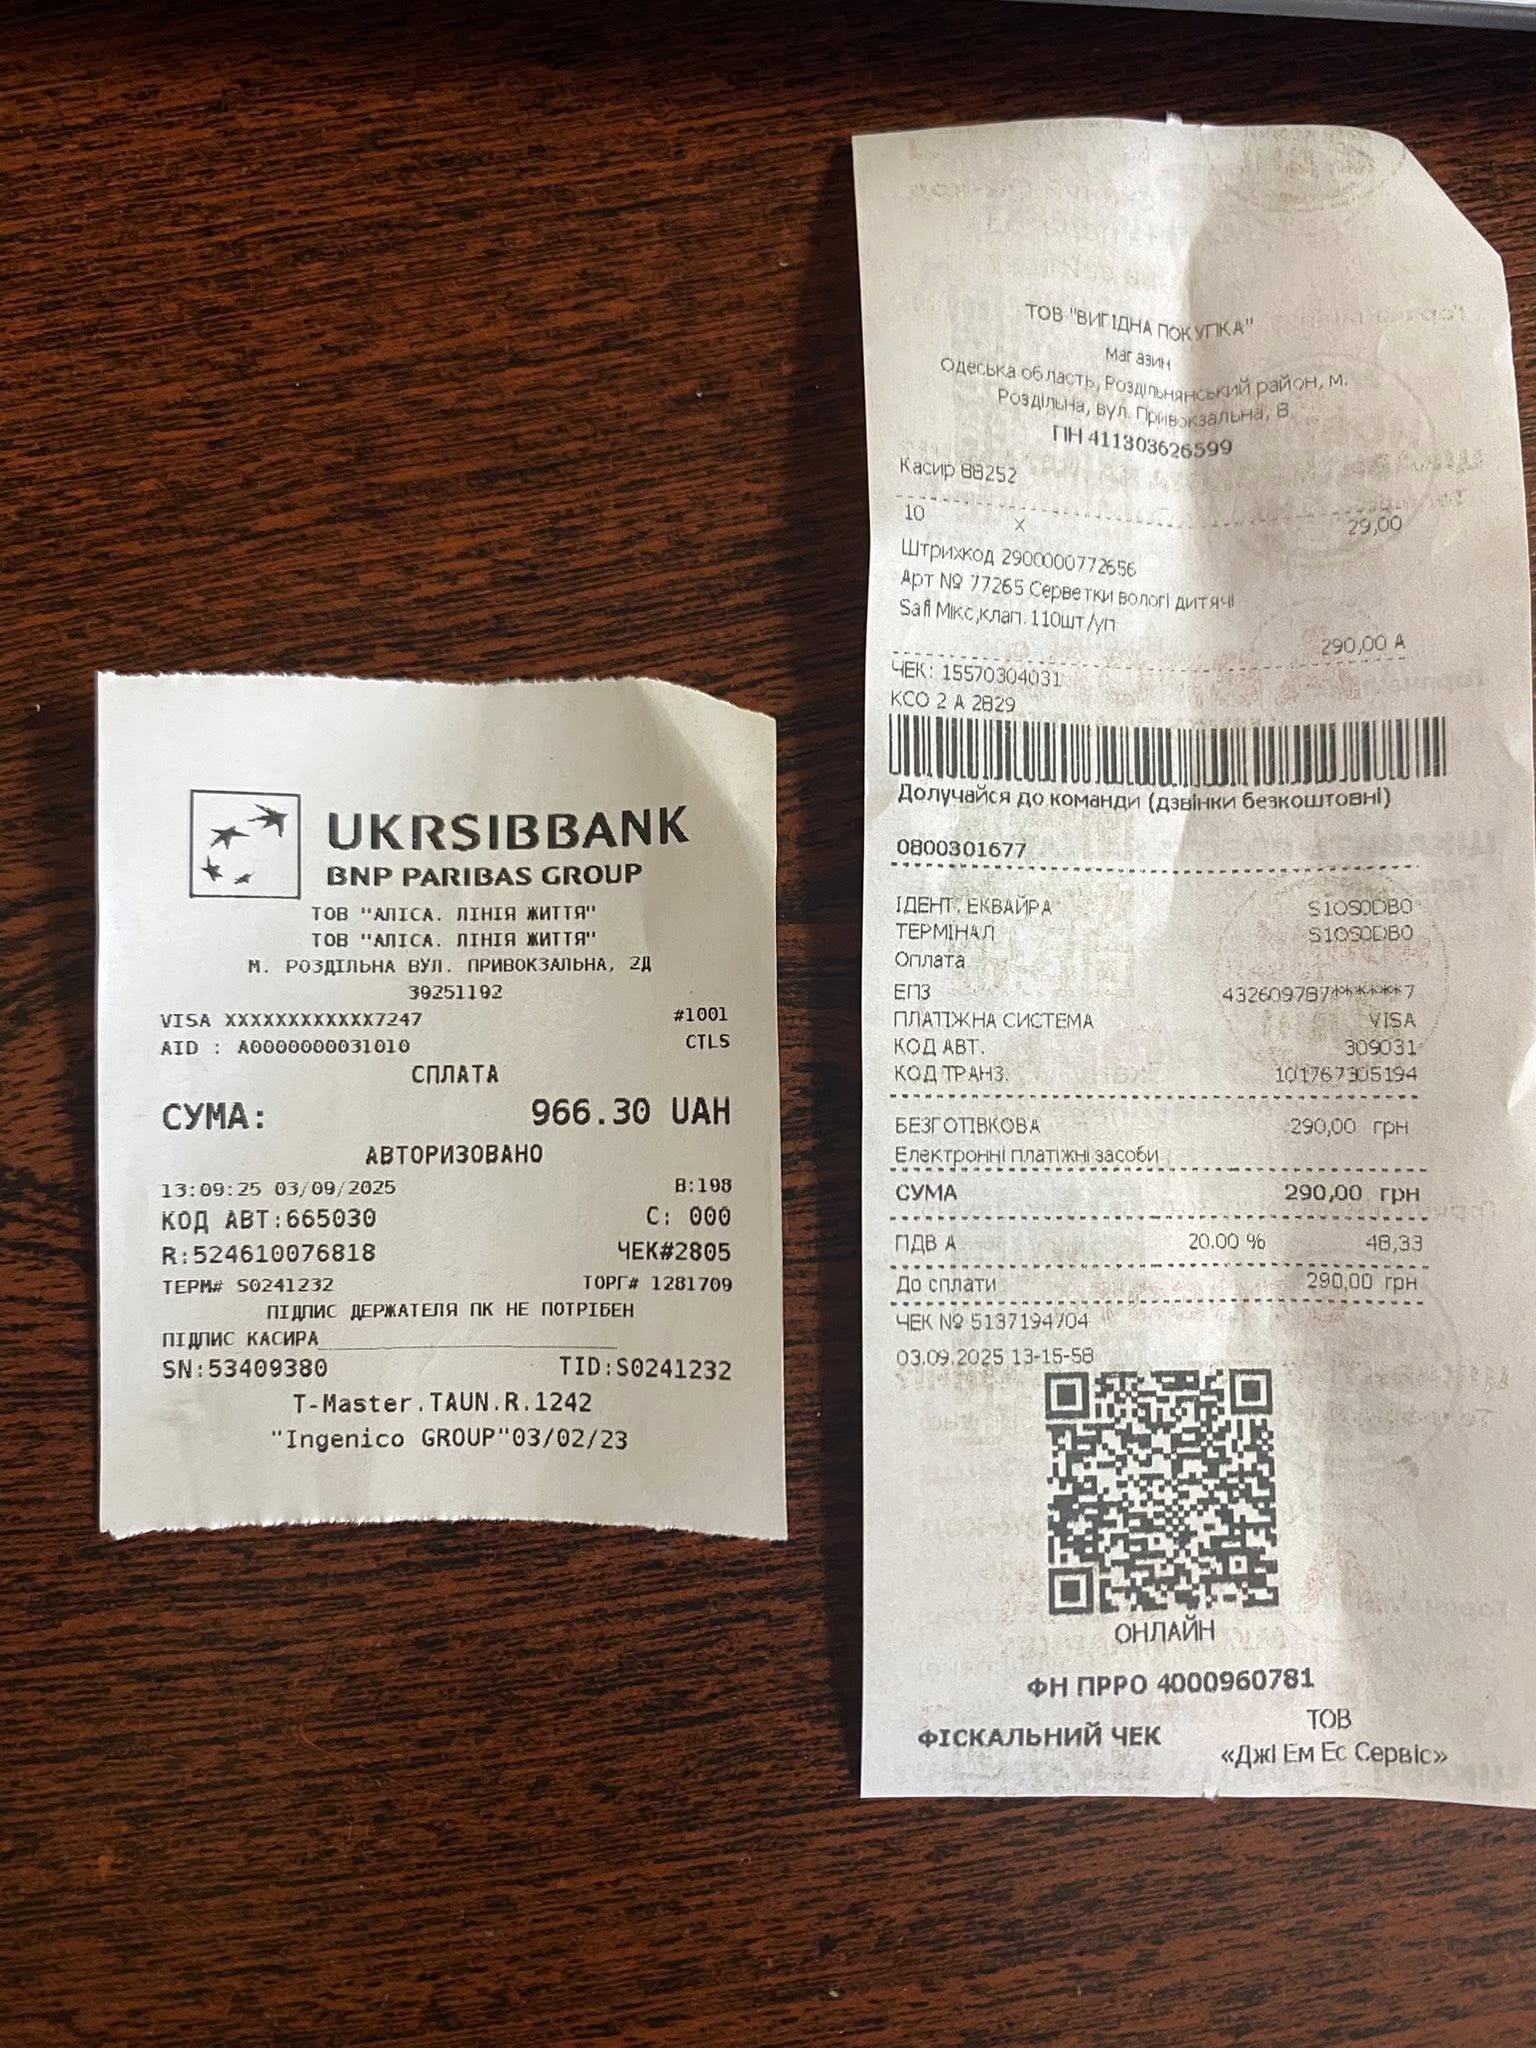 UKRSIBBANK
BNP PARIBAS GROUP
ТОВ "АЛІСА. ЛІНІЯ ЖИТТЯ"
ТОВ "АЛІСА. ЛІНІЯ ЖИТТЯ"
М. РОЗДІЛЬНА ВУЛ. ПРИВОКЗАЛЬНА, 2Д
39251192
VISA XXXXXXXXXXXX7247 #1001
AID : A0000000031010 CTLS
СПЛАТА
СУМА: 966.30 UAH
АВТОРИЗОВАНО
13:09:25 03/09/2025 B:198
КОД АВТ:665030 C: 000
R:524610076818 ЧЕК#2805
ТЕРМ# S0241232 ТОРГ# 1281709
ПІДПИС ДЕРЖАТЕЛЯ ПК НЕ ПОТРІБЕН
ПІДПИС КАСИРА
SN:53409380 TID:S0241232
T-Master.TAUN.R.1242
"Ingenico GROUP"03/02/23
ТОВ "ВИГІДНА ПОКУПКА"
магазин
Одеська область, Роздільнянський район, м.
Роздільна, вул. Привокзальна, 8
ПН 411303626599
Касир 88252
10 X 29,00
Штрихкод 2900000772656
Арт № 77265 Серветки вологі дитячі
Safi Мікс,клап.110шт/уп
290,00 А
ЧЕК: 15570304031
КСО 2 А 2829
Долучайся до команди (дзвінки безкоштовні)
0800301677
ІДЕНТ. ЕКВАЙРА S10S0DB0
ТЕРМІНАЛ S10S0DB0
Оплата
ЕПЗ 432609787******7
ПЛАТІЖНА СИСТЕМА VISA
КОД АВТ. 309031
КОД ТРАНЗ. 101767305194
БЕЗГОТІВКОВА 290,00 грн
Електронні платіжні засоби
СУМА 290,00 грн
ПДВ А 20.00 % 48,33
До сплати 290,00 грн
ЧЕК № 5137194704
03.09.2025 13-15-58
ОНЛАЙН
ФН ПРРО 4000960781
ФІСКАЛЬНИЙ ЧЕК ТОВ
«Джі Ем Ес Сервіс»